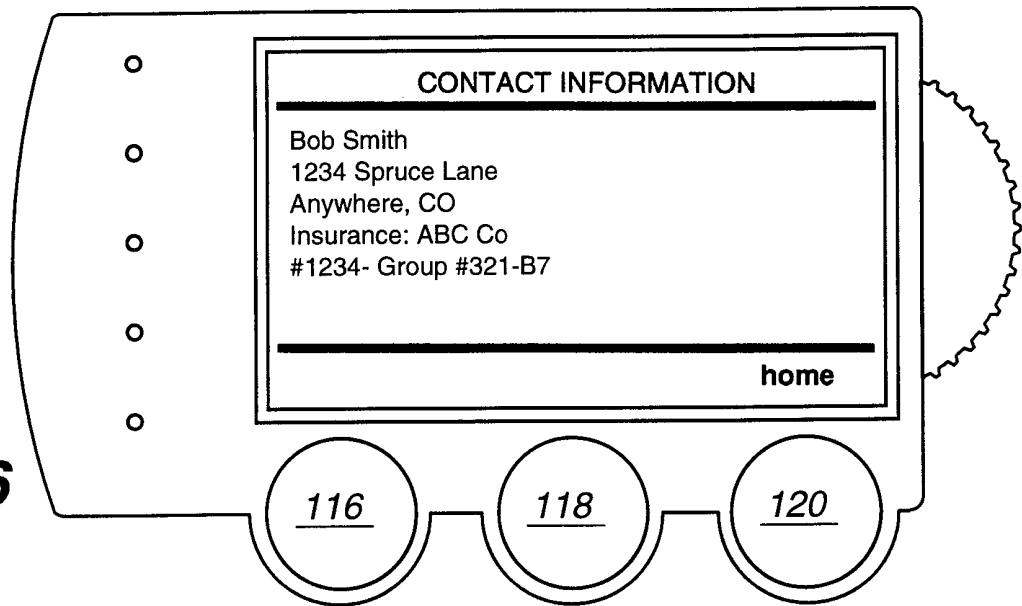 CONTACT INFORMATION
Bob Smith
1234 Spruce Lane
Anywhere, CO
Insurance: ABC Co
#1234- Group #321-B7
home
116 118 120